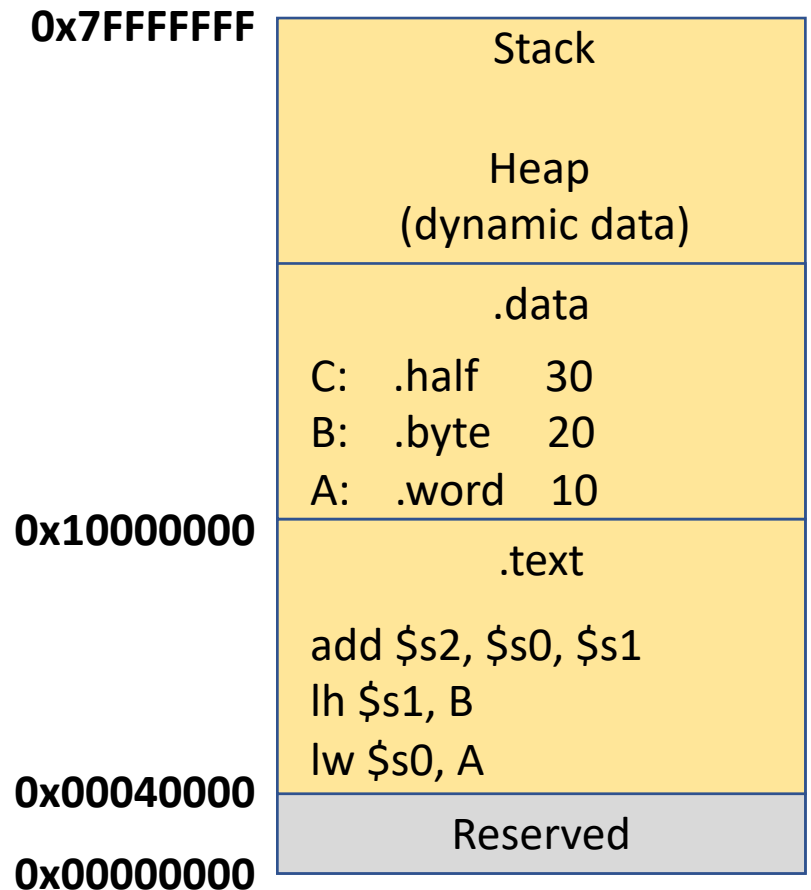 0x7FFFFFFF
Stack
Heap
(dynamic data)
.data
C: .half 30
B: .byte 20
A: .word 10
0x10000000
.text
add $s2, $s0, $s1
lh $s1, B
lw $s0, A
0x00040000
Reserved
0x00000000